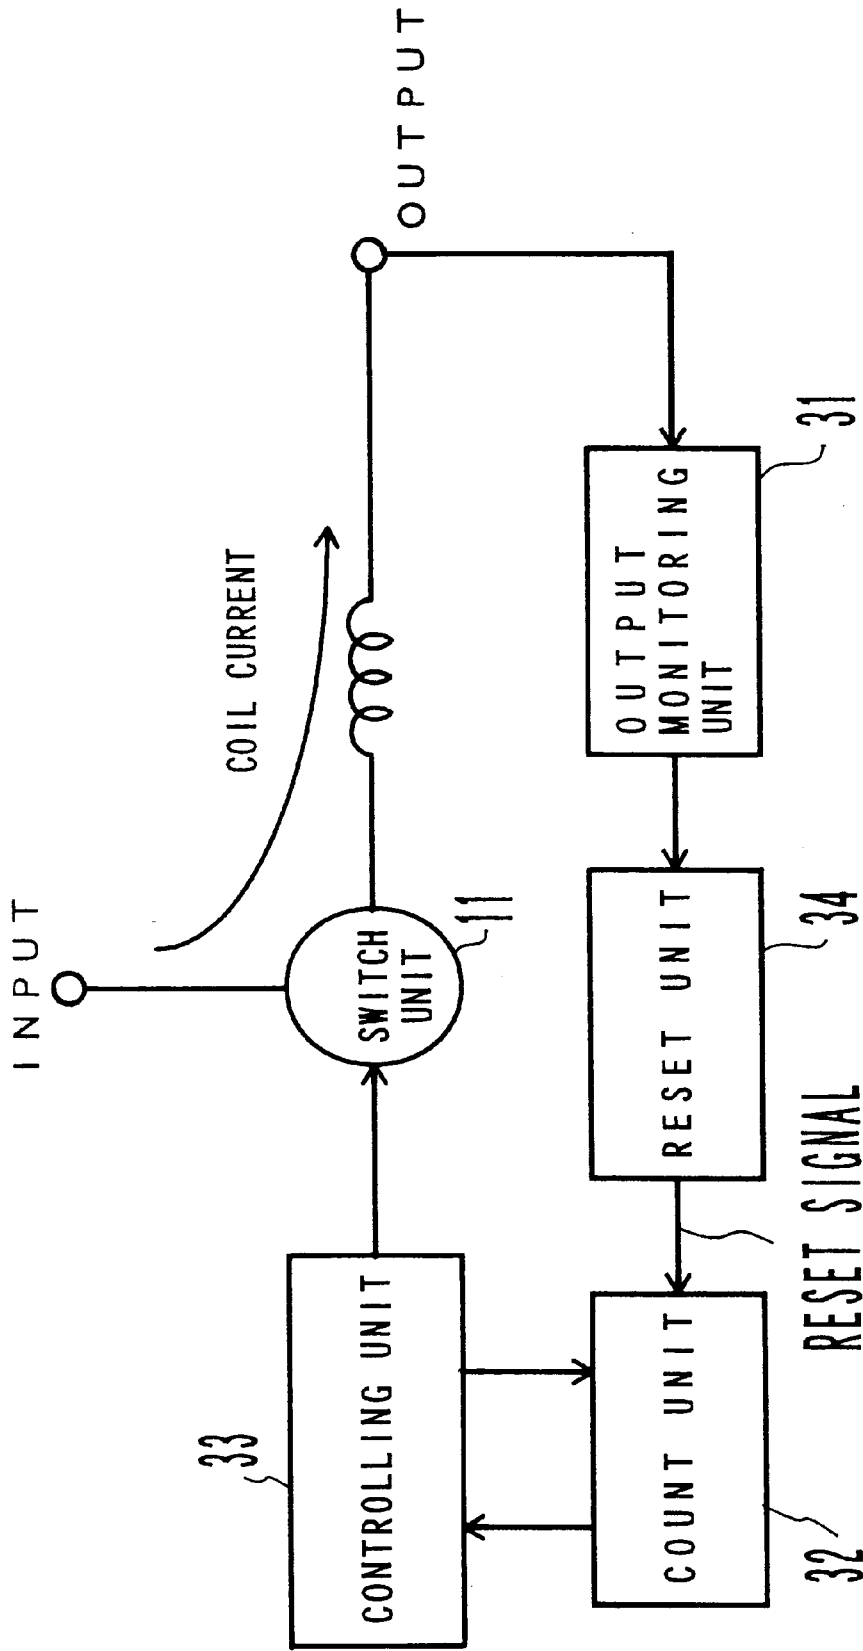 INPUT
COIL CURRENT
OUTPUT
SWITCH
UNIT
11
33
CONTROLLING UNIT
COUNT UNIT
32
RESET SIGNAL
RESET UNIT
34
OUTPUT
MONITORING
UNIT
31